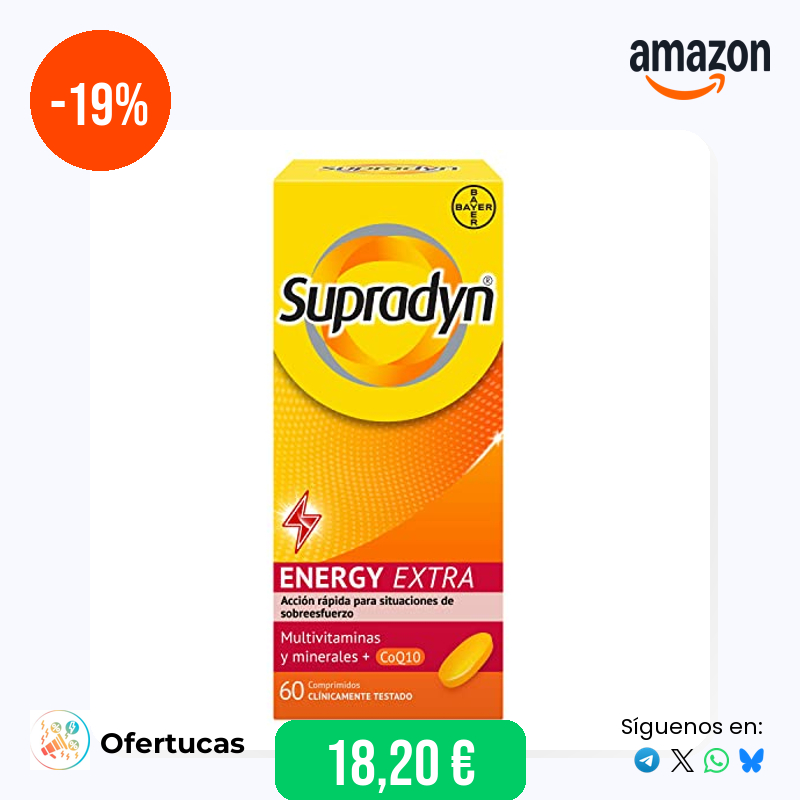 -19%
amazon
Supradyn
BAYER
BAYER
Supradyn®
ENERGY EXTRA
Acción rápida para situaciones de
sobreesfuerzo
Multivitaminas
y minerales + CoQ10
60 Comprimidos
CLÍNICAMENTE TESTADO
Ofertucas
18,20 €
Síguenos en: